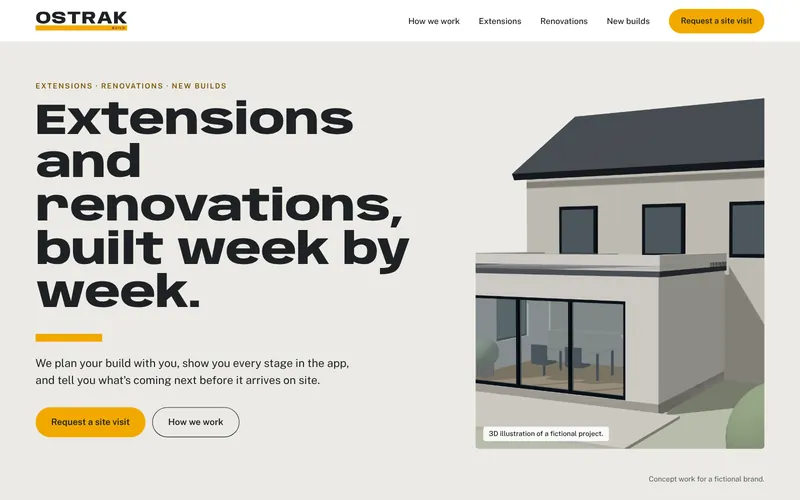 OSTRAK
BUILD
How we work
Extensions
Renovations
New builds
Request a site visit
EXTENSIONS · RENOVATIONS · NEW BUILDS
Extensions
and
renovations,
built week by
week.
We plan your build with you, show you every stage in the app,
and tell you what's coming next before it arrives on site.
Request a site visit
How we work
3D illustration of a fictional project.
Concept work for a fictional brand.